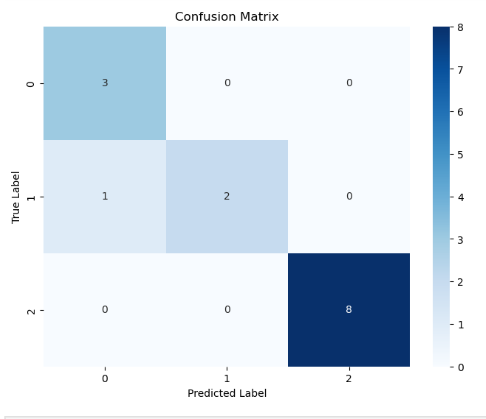 Confusion Matrix
8
7
6
5
4
3
2
1
0
True Label
0
3 0 0
1
1 2 0
2
0 0 8
0 1 2
Predicted Label